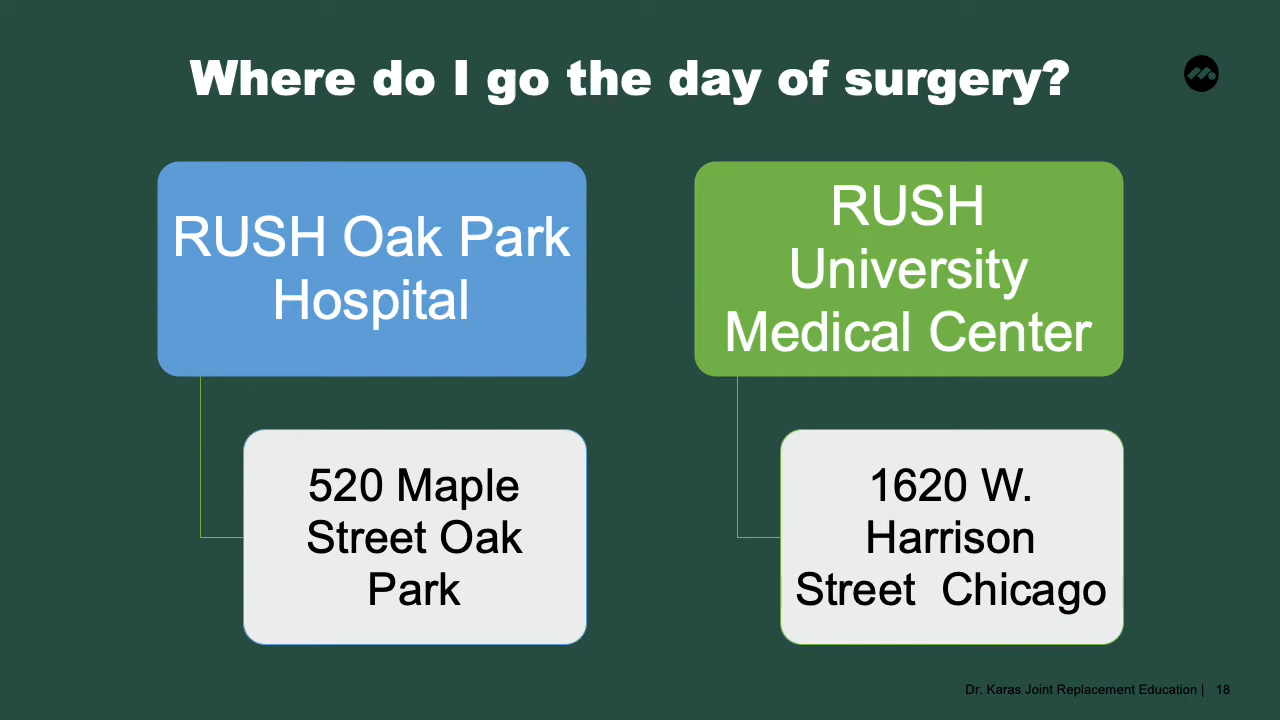 Where do I go the day of surgery?
RUSH Oak Park
Hospital
520 Maple
Street Oak
Park
RUSH
University
Medical Center
1620 W.
Harrison
Street  Chicago
Dr. Karas Joint Replacement Education |   18